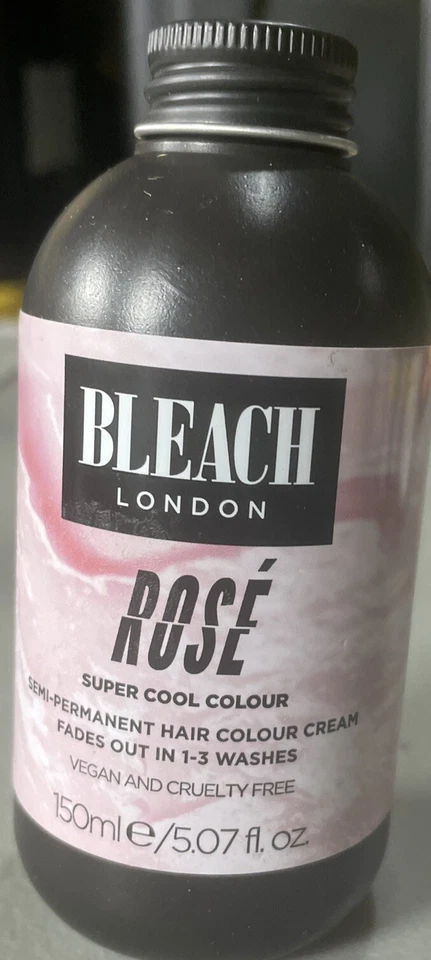 BLEACH
LONDON
ROSÉ
SUPER COOL COLOUR
SEMI-PERMANENT HAIR COLOUR CREAM
FADES OUT IN 1-3 WASHES
VEGAN AND CRUELTY FREE
150ml e/5.07 fl. oz.